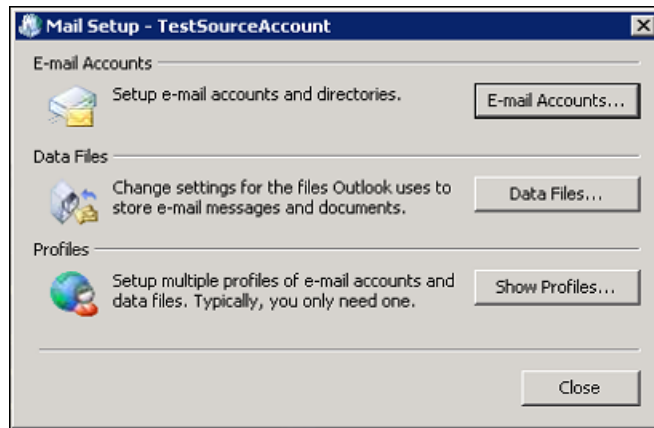 Mail Setup - TestSourceAccount
E-mail Accounts
Setup e-mail accounts and directories.
E-mail Accounts...
Data Files
Change settings for the files Outlook uses to
store e-mail messages and documents.
Data Files...
Profiles
Setup multiple profiles of e-mail accounts and
data files. Typically, you only need one.
Show Profiles...
Close